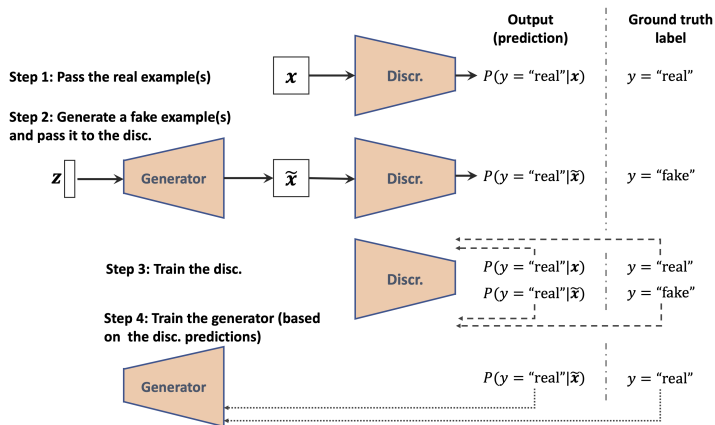 Output (prediction)
Ground truth label
Step 1: Pass the real example(s)
x
Discr.
P(y = “real”|x)
y = “real”
Step 2: Generate a fake example(s)
and pass it to the disc.
z
Generator
x̃
Discr.
P(y = “real”|x̃)
y = “fake”
Step 3: Train the disc.
Discr.
P(y = “real”|x)
y = “real”
P(y = “real”|x̃)
y = “fake”
Step 4: Train the generator (based
on the disc. predictions)
Generator
P(y = “real”|x̃)
y = “real”